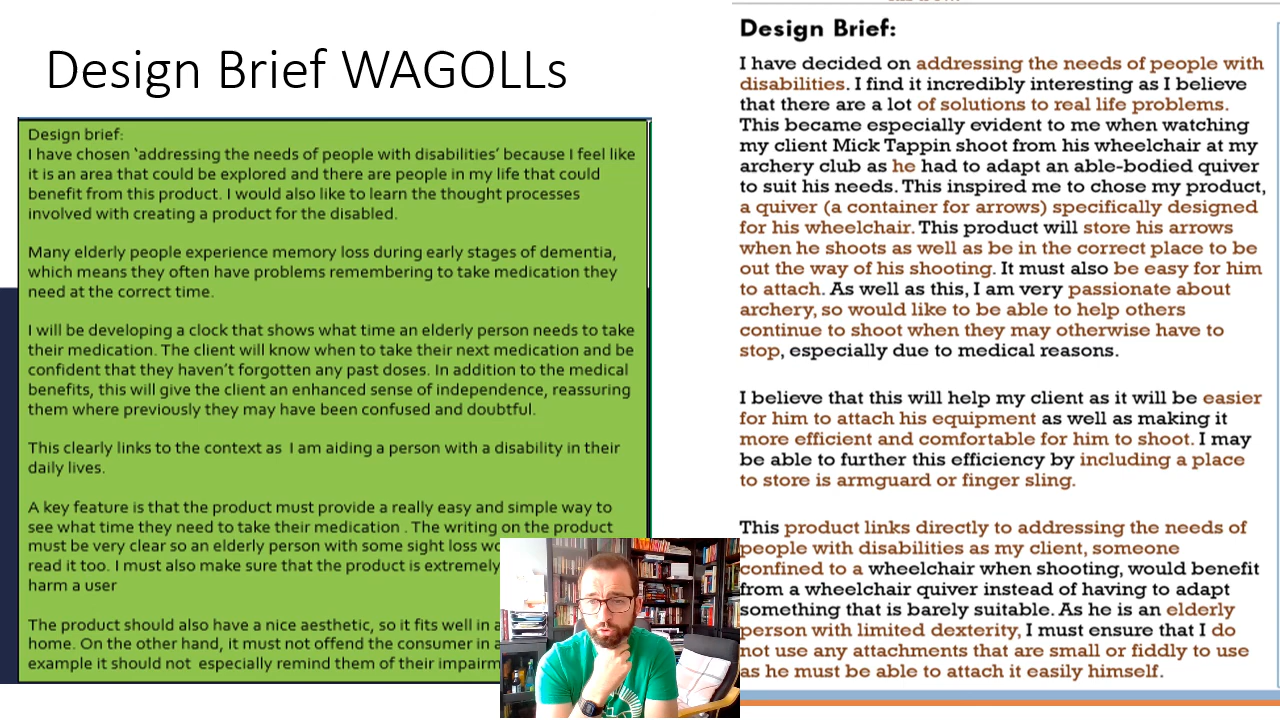 Design Brief WAGOLLs
Design brief:
I have chosen ‘addressing the needs of people with disabilities’ because I feel like
it is an area that could be explored and there are people in my life that could
benefit from this product. I would also like to learn the thought processes
involved with creating a product for the disabled.
Many elderly people experience memory loss during early stages of dementia,
which means they often have problems remembering to take medication they
need at the correct time.
I will be developing a clock that shows what time an elderly person needs to take
their medication. The client will know when to take their next medication and be
confident that they haven’t forgotten any past doses. In addition to the medical
benefits, this will give the client an enhanced sense of independence, reassuring
them where previously they may have been confused and doubtful.
This clearly links to the context as I am aiding a person with a disability in their
daily lives.
A key feature is that the product must provide a really easy and simple way to
see what time they need to take their medication . The writing on the product
must be very clear so an elderly person with some sight loss
read it too. I must also make sure that the product is extremely
harm a user
The product should also have a nice aesthetic, so it fits well in
home. On the other hand, it must not offend the consumer in
example it should not especially remind them of their
Design Brief:
I have decided on addressing the needs of people with
disabilities. I find it incredibly interesting as I believe
that there are a lot of solutions to real life problems.
This became especially evident to me when watching
my client Mick Tappin shoot from his wheelchair at my
archery club as he had to adapt an able-bodied quiver
to suit his needs. This inspired me to chose my product,
a quiver (a container for arrows) specifically designed
for his wheelchair. This product will store his arrows
when he shoots as well as be in the correct place to be
out the way of his shooting. It must also be easy for him
to attach. As well as this, I am very passionate about
archery, so would like to be able to help others
continue to shoot when they may otherwise have to
stop, especially due to medical reasons.
I believe that this will help my client as it will be easier
for him to attach his equipment as well as making it
more efficient and comfortable for him to shoot. I may
be able to further this efficiency by including a place
to store is armguard or finger sling.
This product links directly to addressing the needs of
people with disabilities as my client, someone
confined to a wheelchair when shooting, would benefit
from a wheelchair quiver instead of having to adapt
something that is barely suitable. As he is an elderly
person with limited dexterity, I must ensure that I do
not use any attachments that are small or fiddly to use
as he must be able to attach it easily himself.